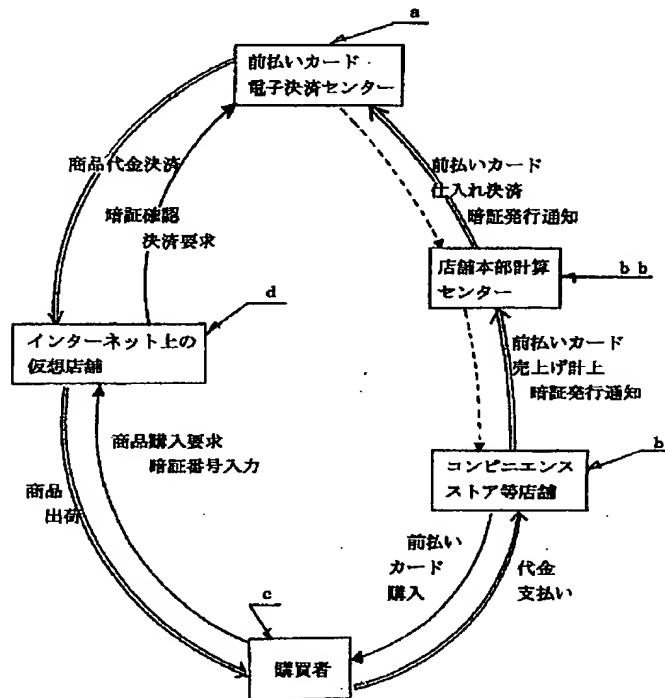 a
前払いカード
電子決済センター
商品代金決済
前払いカード
仕入れ決済
暗証発行通知
暗証確認
決済要求
店舗本部計算
センター
b b
d
インターネット上の
仮想店舗
前払いカード
売上げ計上
暗証発行通知
商品購入要求
暗証番号入力
コンビニエンス
ストア等店舗
b
商品
出荷
前払い
カード
購入
代金
支払い
c
購買者